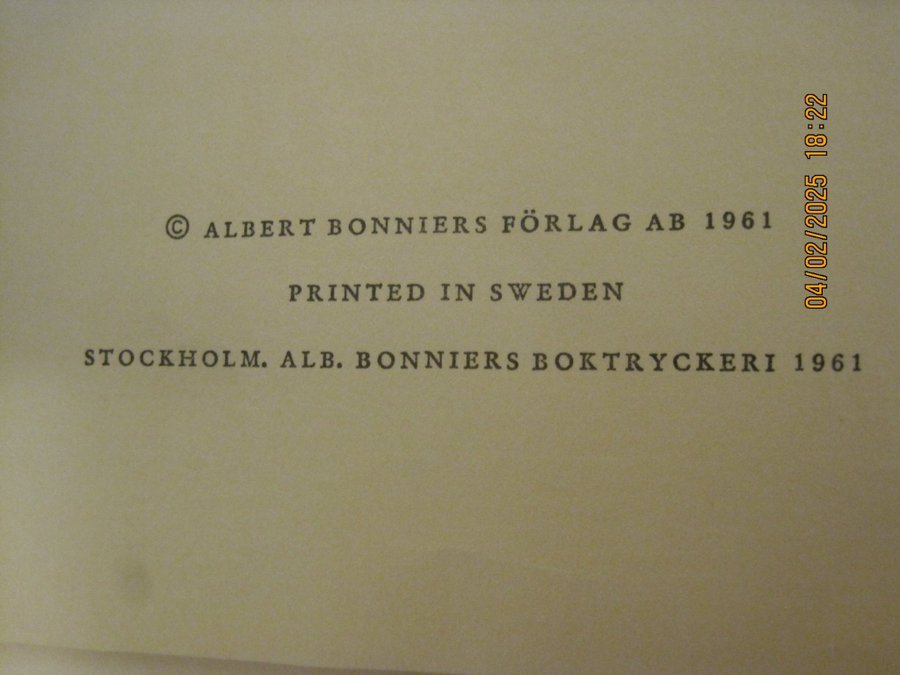 © ALBERT BONNIERS FÖRLAG AB 1961
PRINTED IN SWEDEN
STOCKHOLM. ALB. BONNIERS BOKTRYCKERI 1961
04/02/2025 18:22